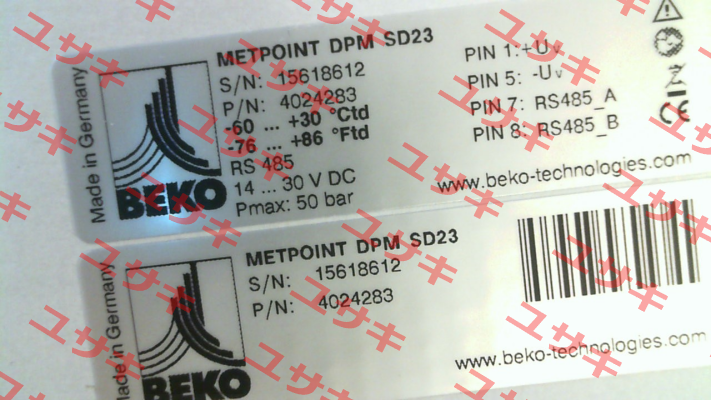 Made in Germany
BEKO
METPOINT DPM SD23
S/N: 15618612
P/N: 4024283
-60 ... +30 °Ctd
-76 ... +86 °Ftd
RS 485
14 ... 30 V DC
Pmax: 50 bar
PIN 1:+Uv
PIN 5: -Uv
PIN 7: RS485_A
PIN 8: RS485_B
CE
www.beko-technologies.com
Made in Germany
BEKO
METPOINT DPM SD23
S/N: 15618612
P/N: 4024283
www.beko-technologies.com
ユサキ